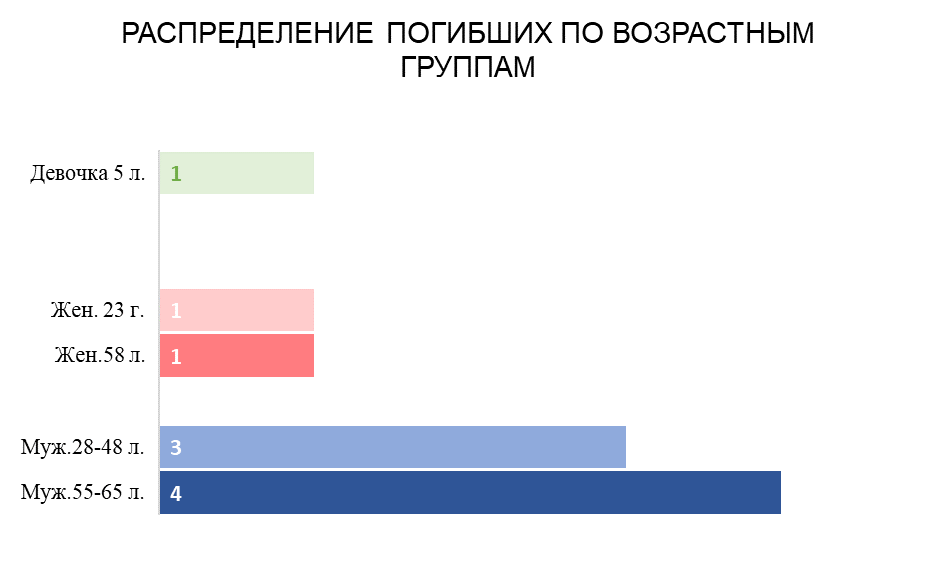 РАСПРЕДЕЛЕНИЕ ПОГИБШИХ ПО ВОЗРАСТНЫМ
ГРУППАМ
Девочка 5 л. 1
Жен. 23 г. 1
Жен.58 л. 1
Муж.28-48 л. 3
Муж.55-65 л. 4